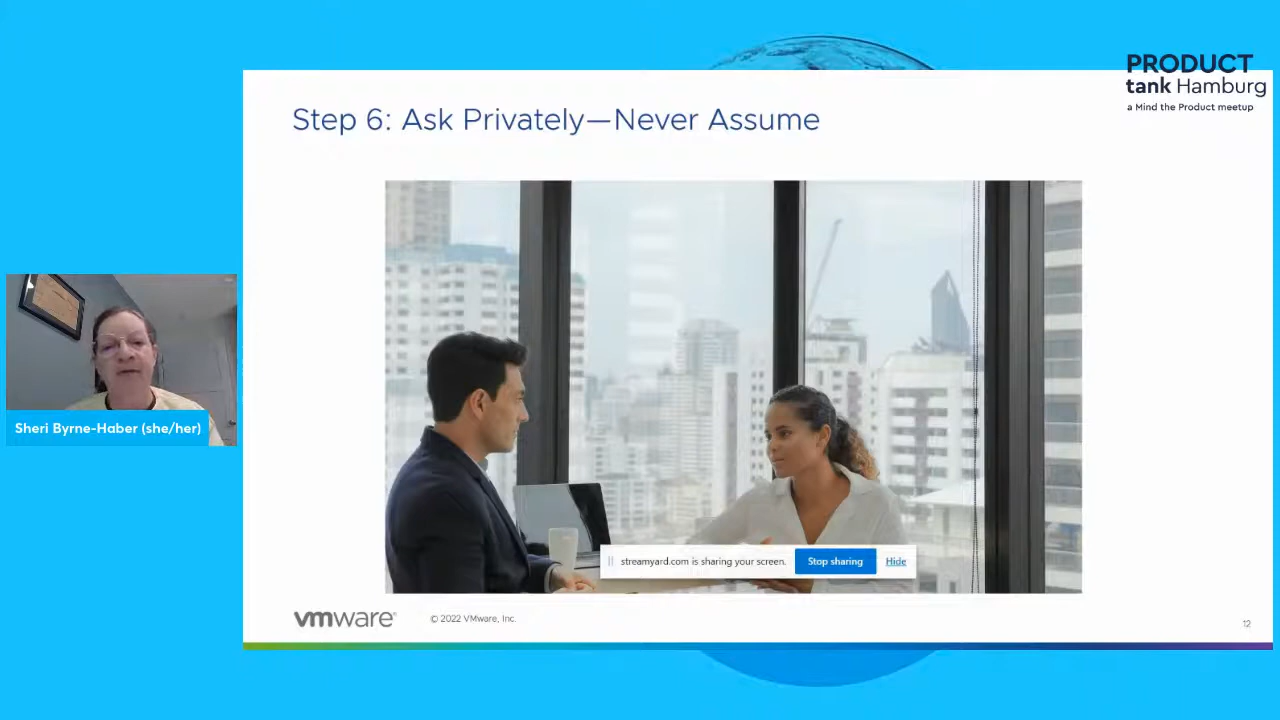 PRODUCT
tank Hamburg
a Mind the Product meetup
Step 6: Ask Privately—Never Assume
Sheri Byrne-Haber (she/her)
streamyard.com is sharing your screen. Stop sharing Hide
vmware® © 2022 VMware, Inc. 12